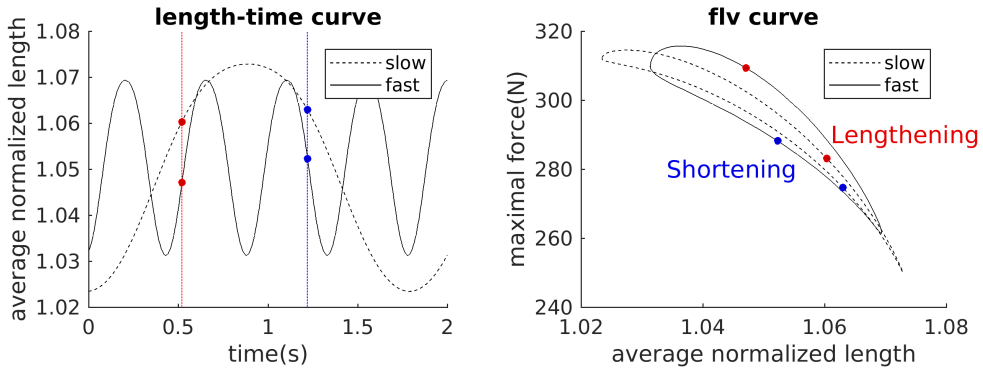 length-time curve
average normalized length
1.08
1.07
1.06
1.05
1.04
1.03
1.02
0
0.5
1
1.5
2
time(s)
slow
fast
flv curve
maximal force(N)
320
300
280
260
240
1.02
1.04
1.06
1.08
average normalized length
slow
fast
Lengthening
Shortening